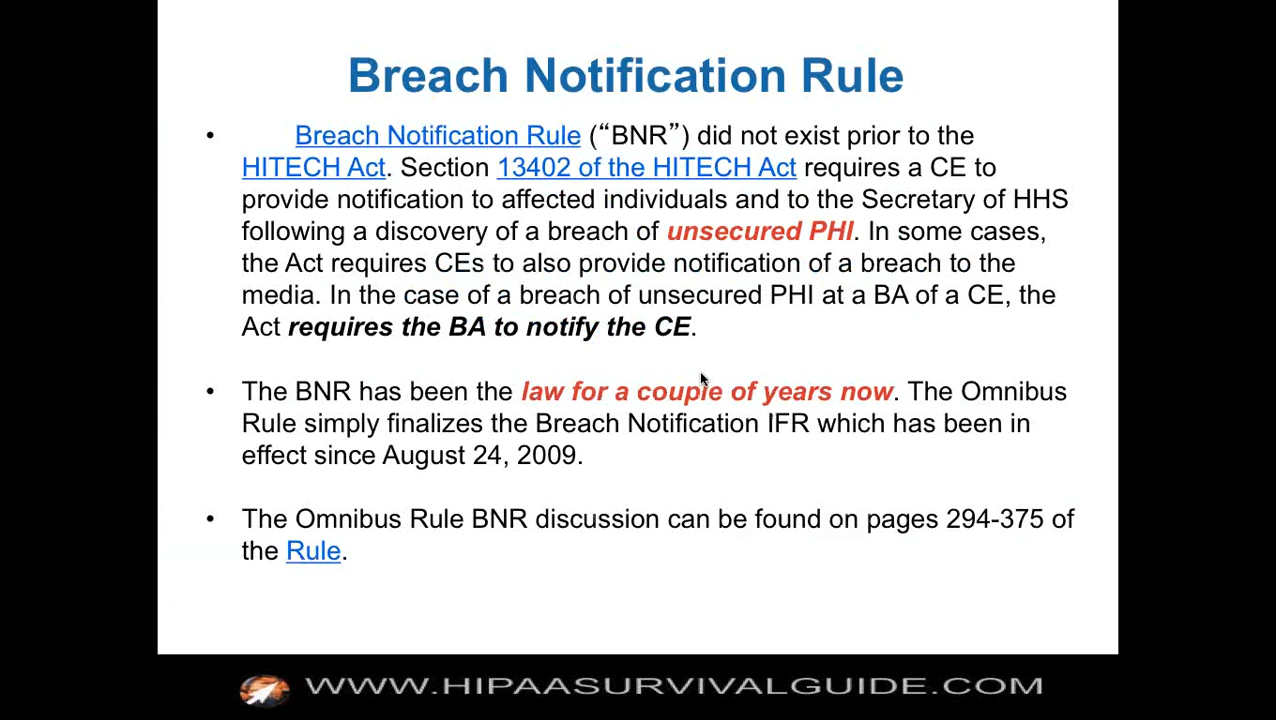 Breach Notification Rule
• Breach Notification Rule (“BNR”) did not exist prior to the
HITECH Act. Section 13402 of the HITECH Act requires a CE to
provide notification to affected individuals and to the Secretary of HHS
following a discovery of a breach of unsecured PHI. In some cases,
the Act requires CEs to also provide notification of a breach to the
media. In the case of a breach of unsecured PHI at a BA of a CE, the
Act requires the BA to notify the CE.
• The BNR has been the law for a couple of years now. The Omnibus
Rule simply finalizes the Breach Notification IFR which has been in
effect since August 24, 2009.
• The Omnibus Rule BNR discussion can be found on pages 294-375 of
the Rule.
WWW.HIPAASURVIVALGUIDE.COM